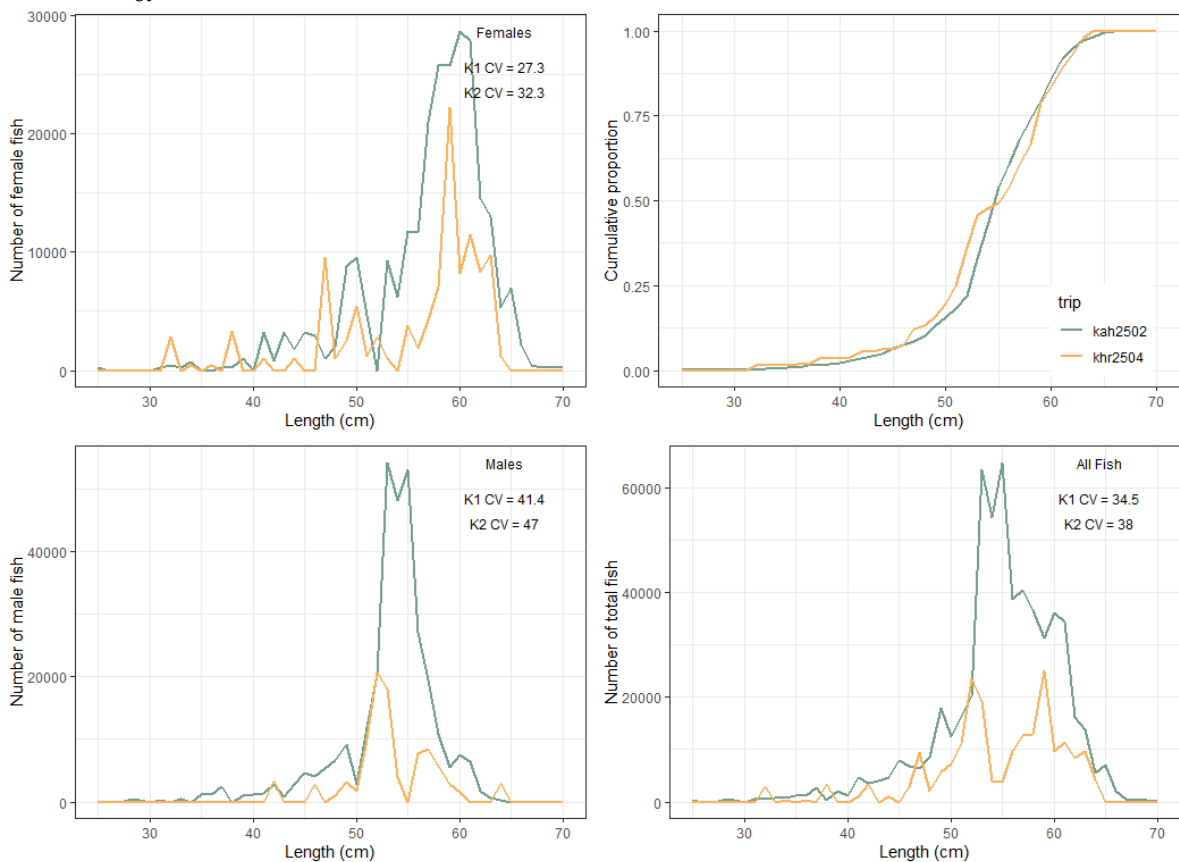 30000
20000
10000
0
Number of female fish
Females
K1 CV = 27.3
K2 CV = 32.3
30
40
50
60
70
Length (cm)
1.00
0.75
0.50
0.25
0.00
Cumulative proportion
trip
kah2502
khr2504
30
40
50
60
70
Length (cm)
40000
20000
0
Number of male fish
Males
K1 CV = 41.4
K2 CV = 47
30
40
50
60
70
Length (cm)
60000
40000
20000
0
Number of total fish
All Fish
K1 CV = 34.5
K2 CV = 38
30
40
50
60
70
Length (cm)